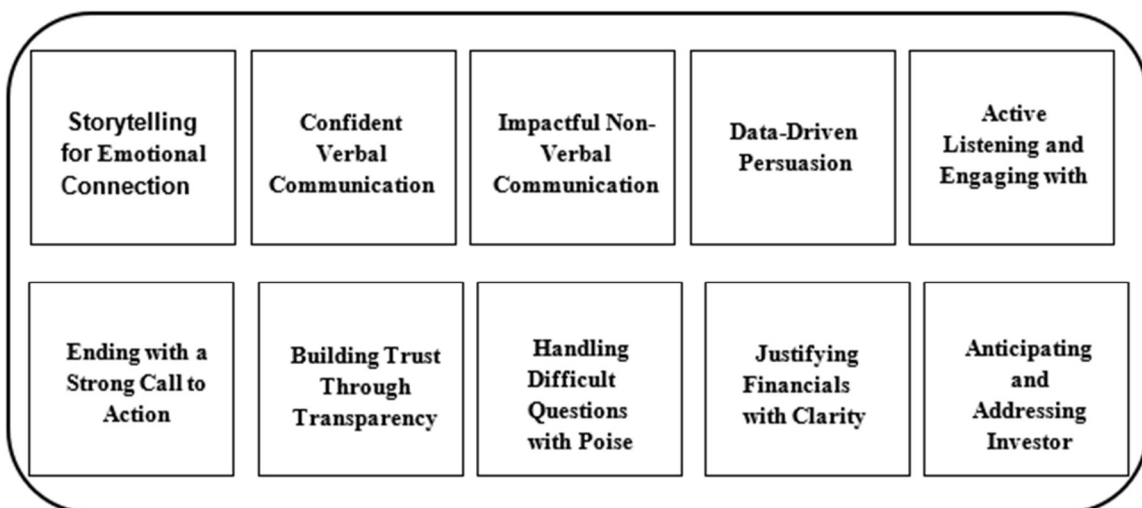 Storytelling
for Emotional
Connection
Confident
Verbal
Communication
Impactful Non-
Verbal
Communication
Data-Driven
Persuasion
Active
Listening and
Engaging with
Ending with a
Strong Call to
Action
Building Trust
Through
Transparency
Handling
Difficult
Questions
with Poise
Justifying
Financials
with Clarity
Anticipating
and
Addressing
Investor